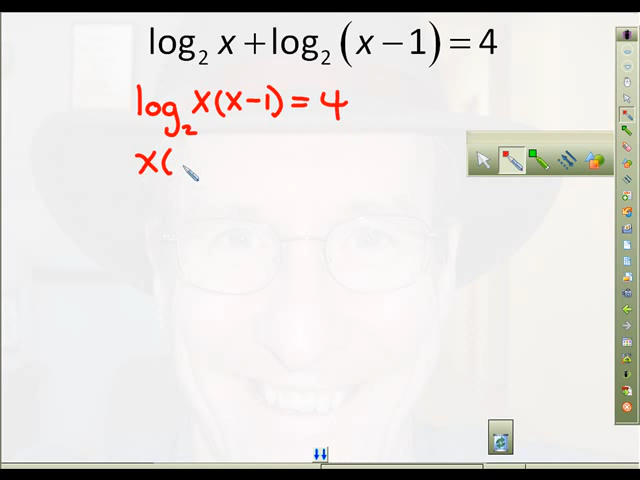 log₂ x + log₂ (x − 1) = 4
log₂ x(x−1) = 4
x(